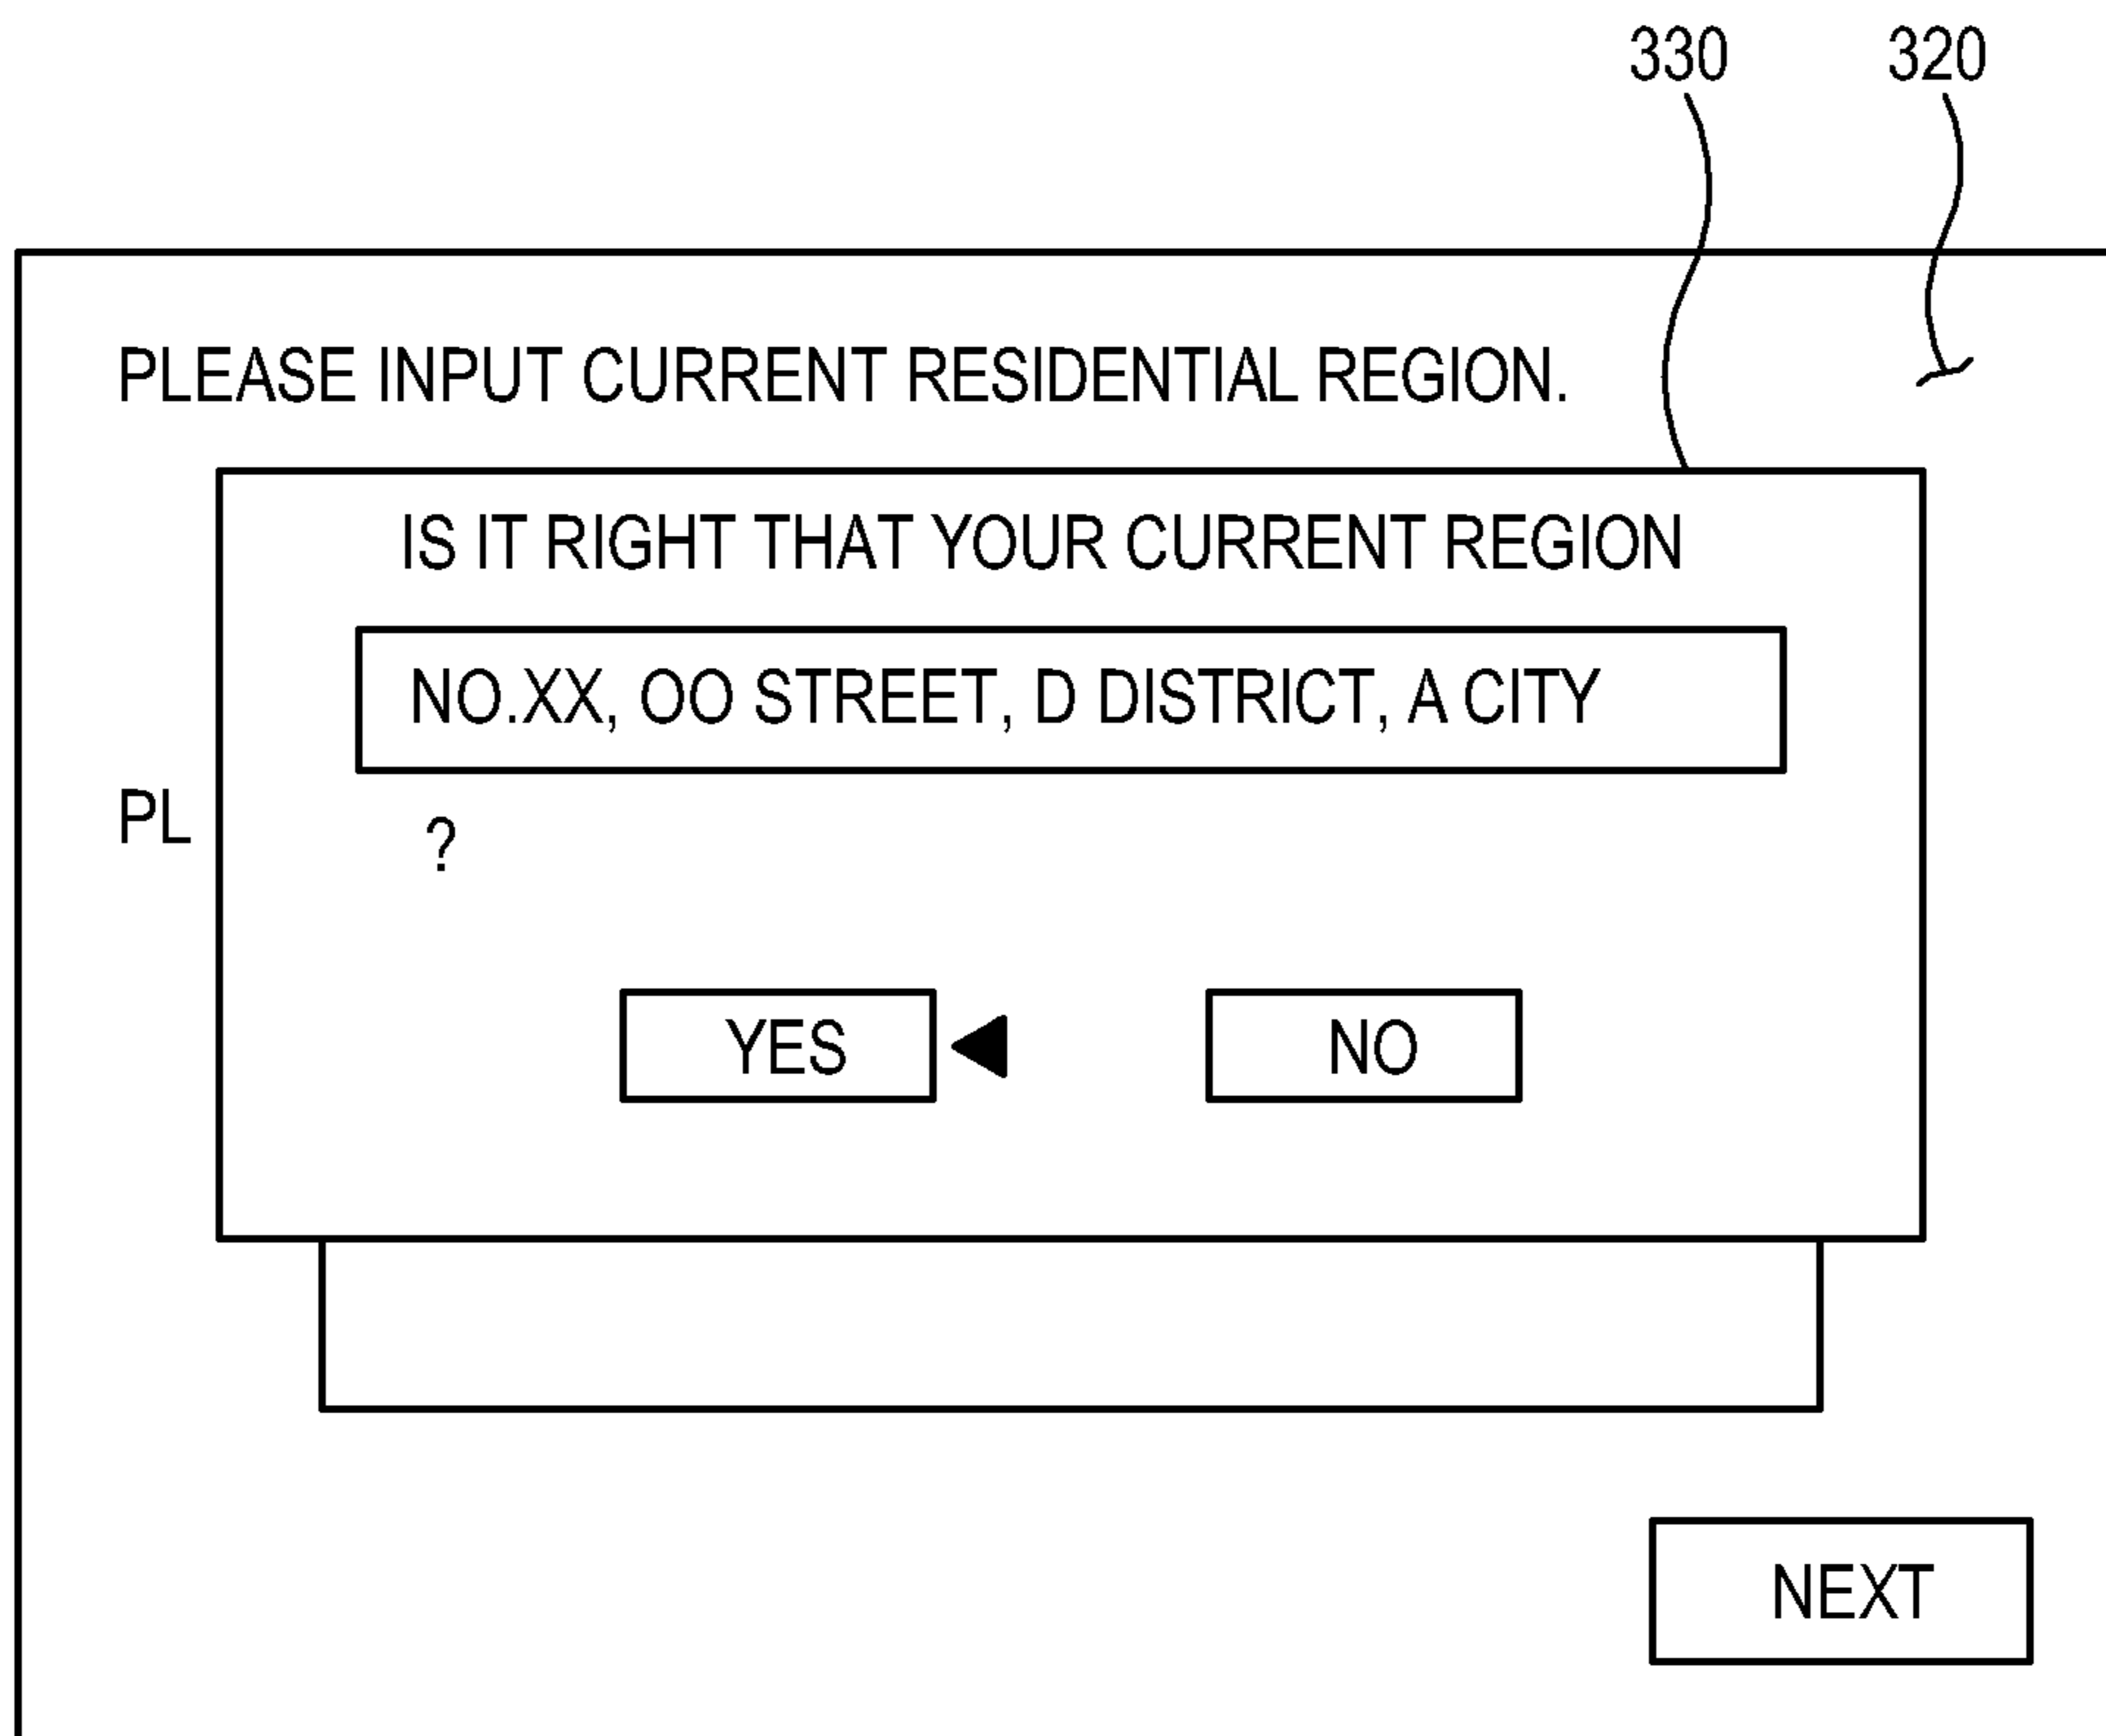 330 320
PLEASE INPUT CURRENT RESIDENTIAL REGION.
IS IT RIGHT THAT YOUR CURRENT REGION
NO.XX, OO STREET, D DISTRICT, A CITY
PL
?
YES NO
NEXT